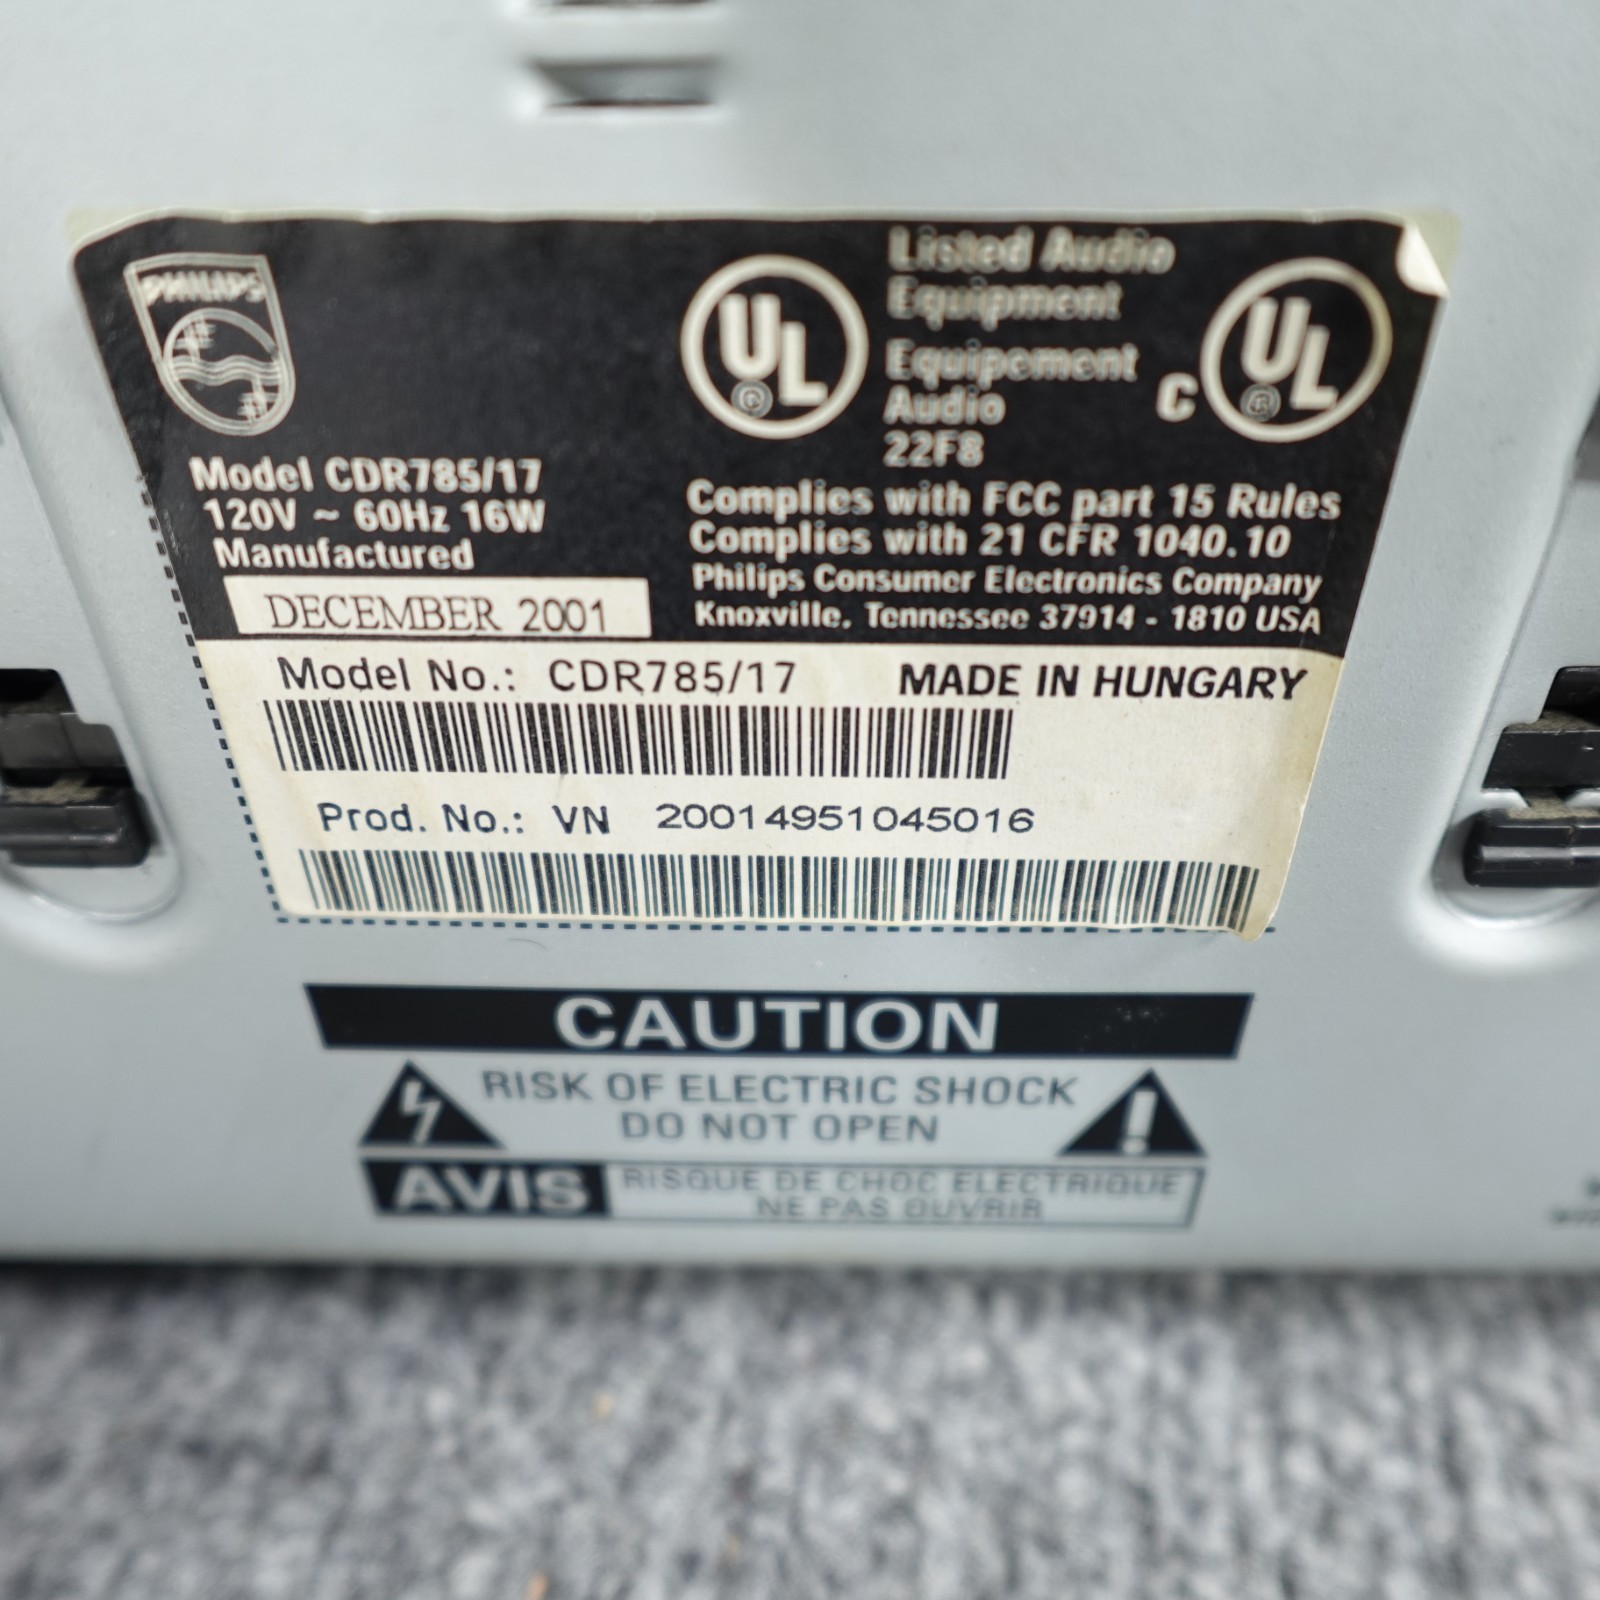 PHILIPS
Model CDR785/17
120V ~ 60Hz 16W
Manufactured
DECEMBER 2001
UL
®
Listed Audio
Equipment
Equipement
Audio
22F8
C UL
®
Complies with FCC part 15 Rules
Complies with 21 CFR 1040.10
Philips Consumer Electronics Company
Knoxville, Tennessee 37914 - 1810 USA
Model No.: CDR785/17 MADE IN HUNGARY
Prod. No.: VN 20014951045016
CAUTION
RISK OF ELECTRIC SHOCK
DO NOT OPEN
AVIS
RISQUE DE CHOC ELECTRIQUE
NE PAS OUVRIR